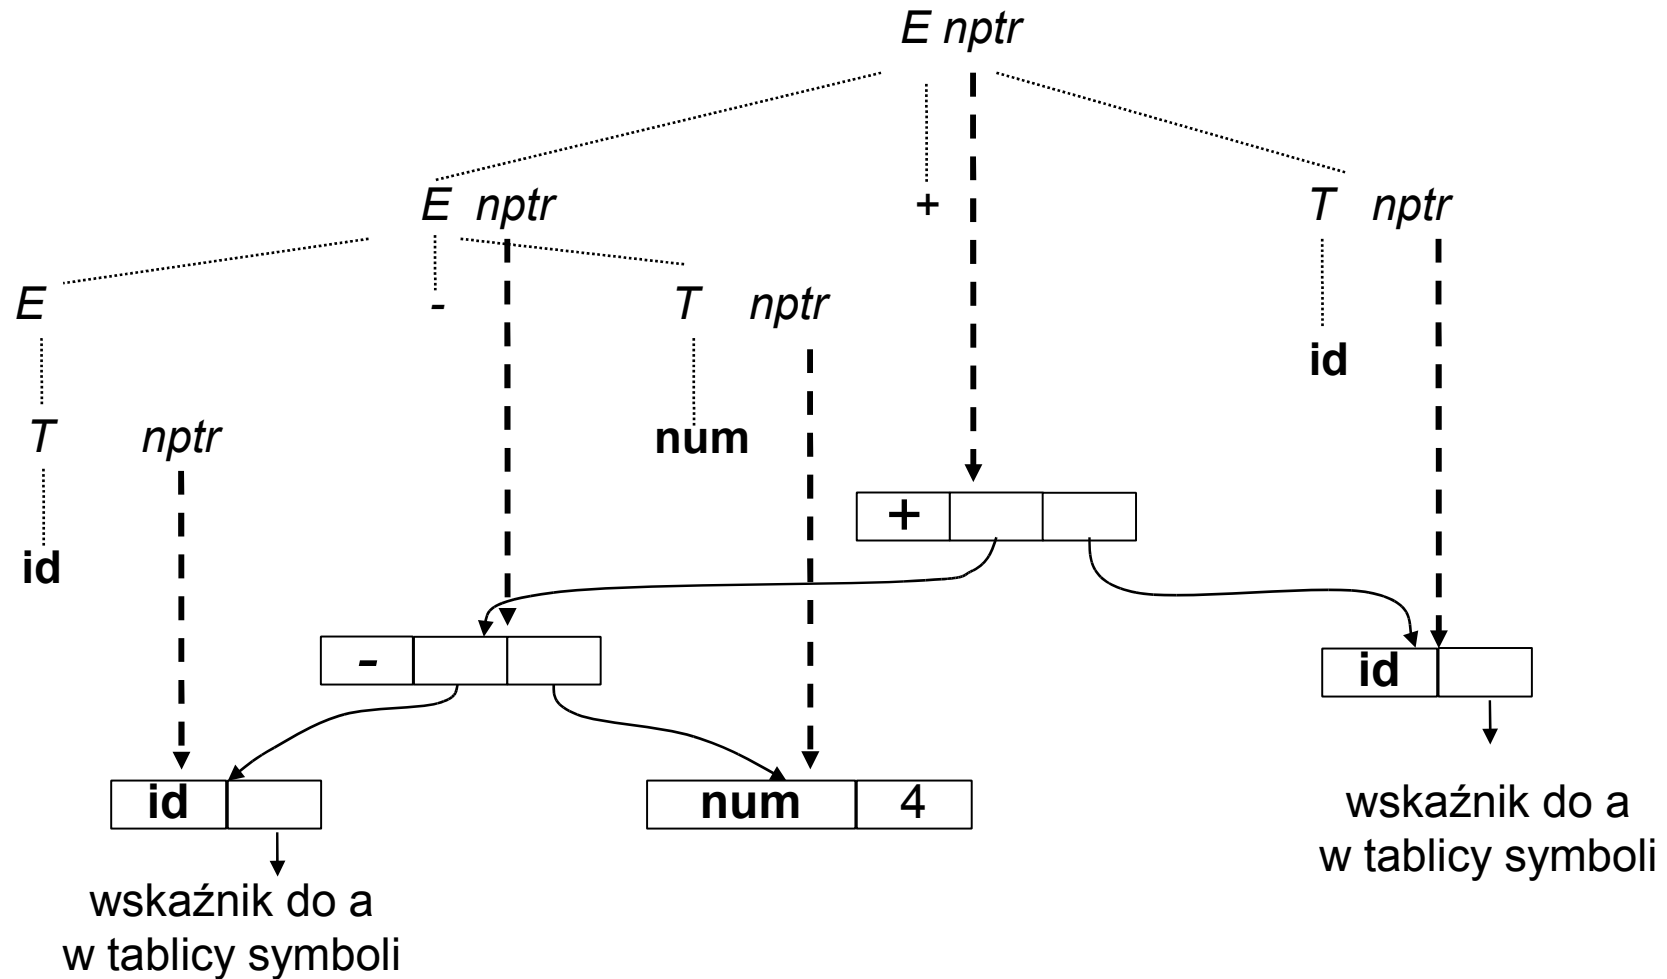 E nptr
E nptr + T nptr
E - T nptr
id
T nptr num
+
id
- id
id num 4
wskaźnik do a
w tablicy symboli
wskaźnik do a
w tablicy symboli